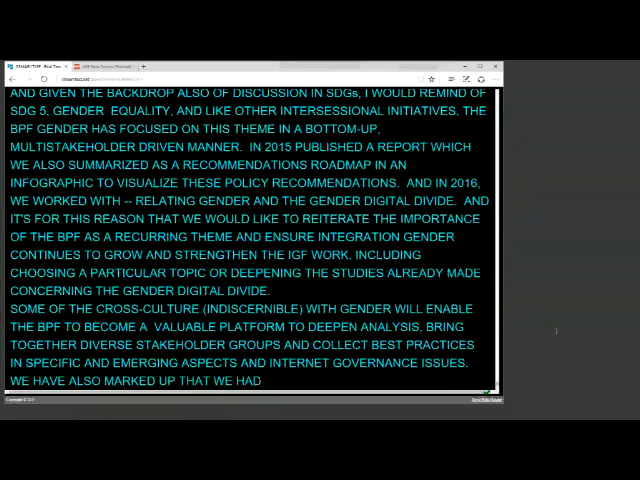 streamtext.net
AND GIVEN THE BACKDROP ALSO OF DISCUSSION IN SDGs, I WOULD REMIND OF
SDG 5, GENDER  EQUALITY, AND LIKE OTHER INTERSESSIONAL INITIATIVES, THE
BPF GENDER HAS FOCUSED ON THIS THEME IN A BOTTOM-UP,
MULTISTAKEHOLDER DRIVEN MANNER.  IN 2015 PUBLISHED A REPORT WHICH
WE ALSO SUMMARIZED AS A RECOMMENDATIONS ROADMAP IN AN
INFOGRAPHIC TO VISUALIZE THESE POLICY RECOMMENDATIONS.  AND IN 2016,
WE WORKED WITH -- RELATING GENDER AND THE GENDER DIGITAL DIVIDE.  AND
IT'S FOR THIS REASON THAT WE WOULD LIKE TO REITERATE THE IMPORTANCE
OF THE BPF AS A RECURRING THEME AND ENSURE INTEGRATION GENDER
CONTINUES TO GROW AND STRENGTHEN THE IGF WORK, INCLUDING
CHOOSING A PARTICULAR TOPIC OR DEEPENING THE STUDIES ALREADY MADE
CONCERNING THE GENDER DIGITAL DIVIDE.
SOME OF THE CROSS-CULTURE (INDISCERNIBLE) WITH GENDER WILL ENABLE
THE BPF TO BECOME A  VALUABLE PLATFORM TO DEEPEN ANALYSIS, BRING
TOGETHER DIVERSE STAKEHOLDER GROUPS AND COLLECT BEST PRACTICES
IN SPECIFIC AND EMERGING ASPECTS AND INTERNET GOVERNANCE ISSUES.
WE HAVE ALSO MARKED UP THAT WE HAD